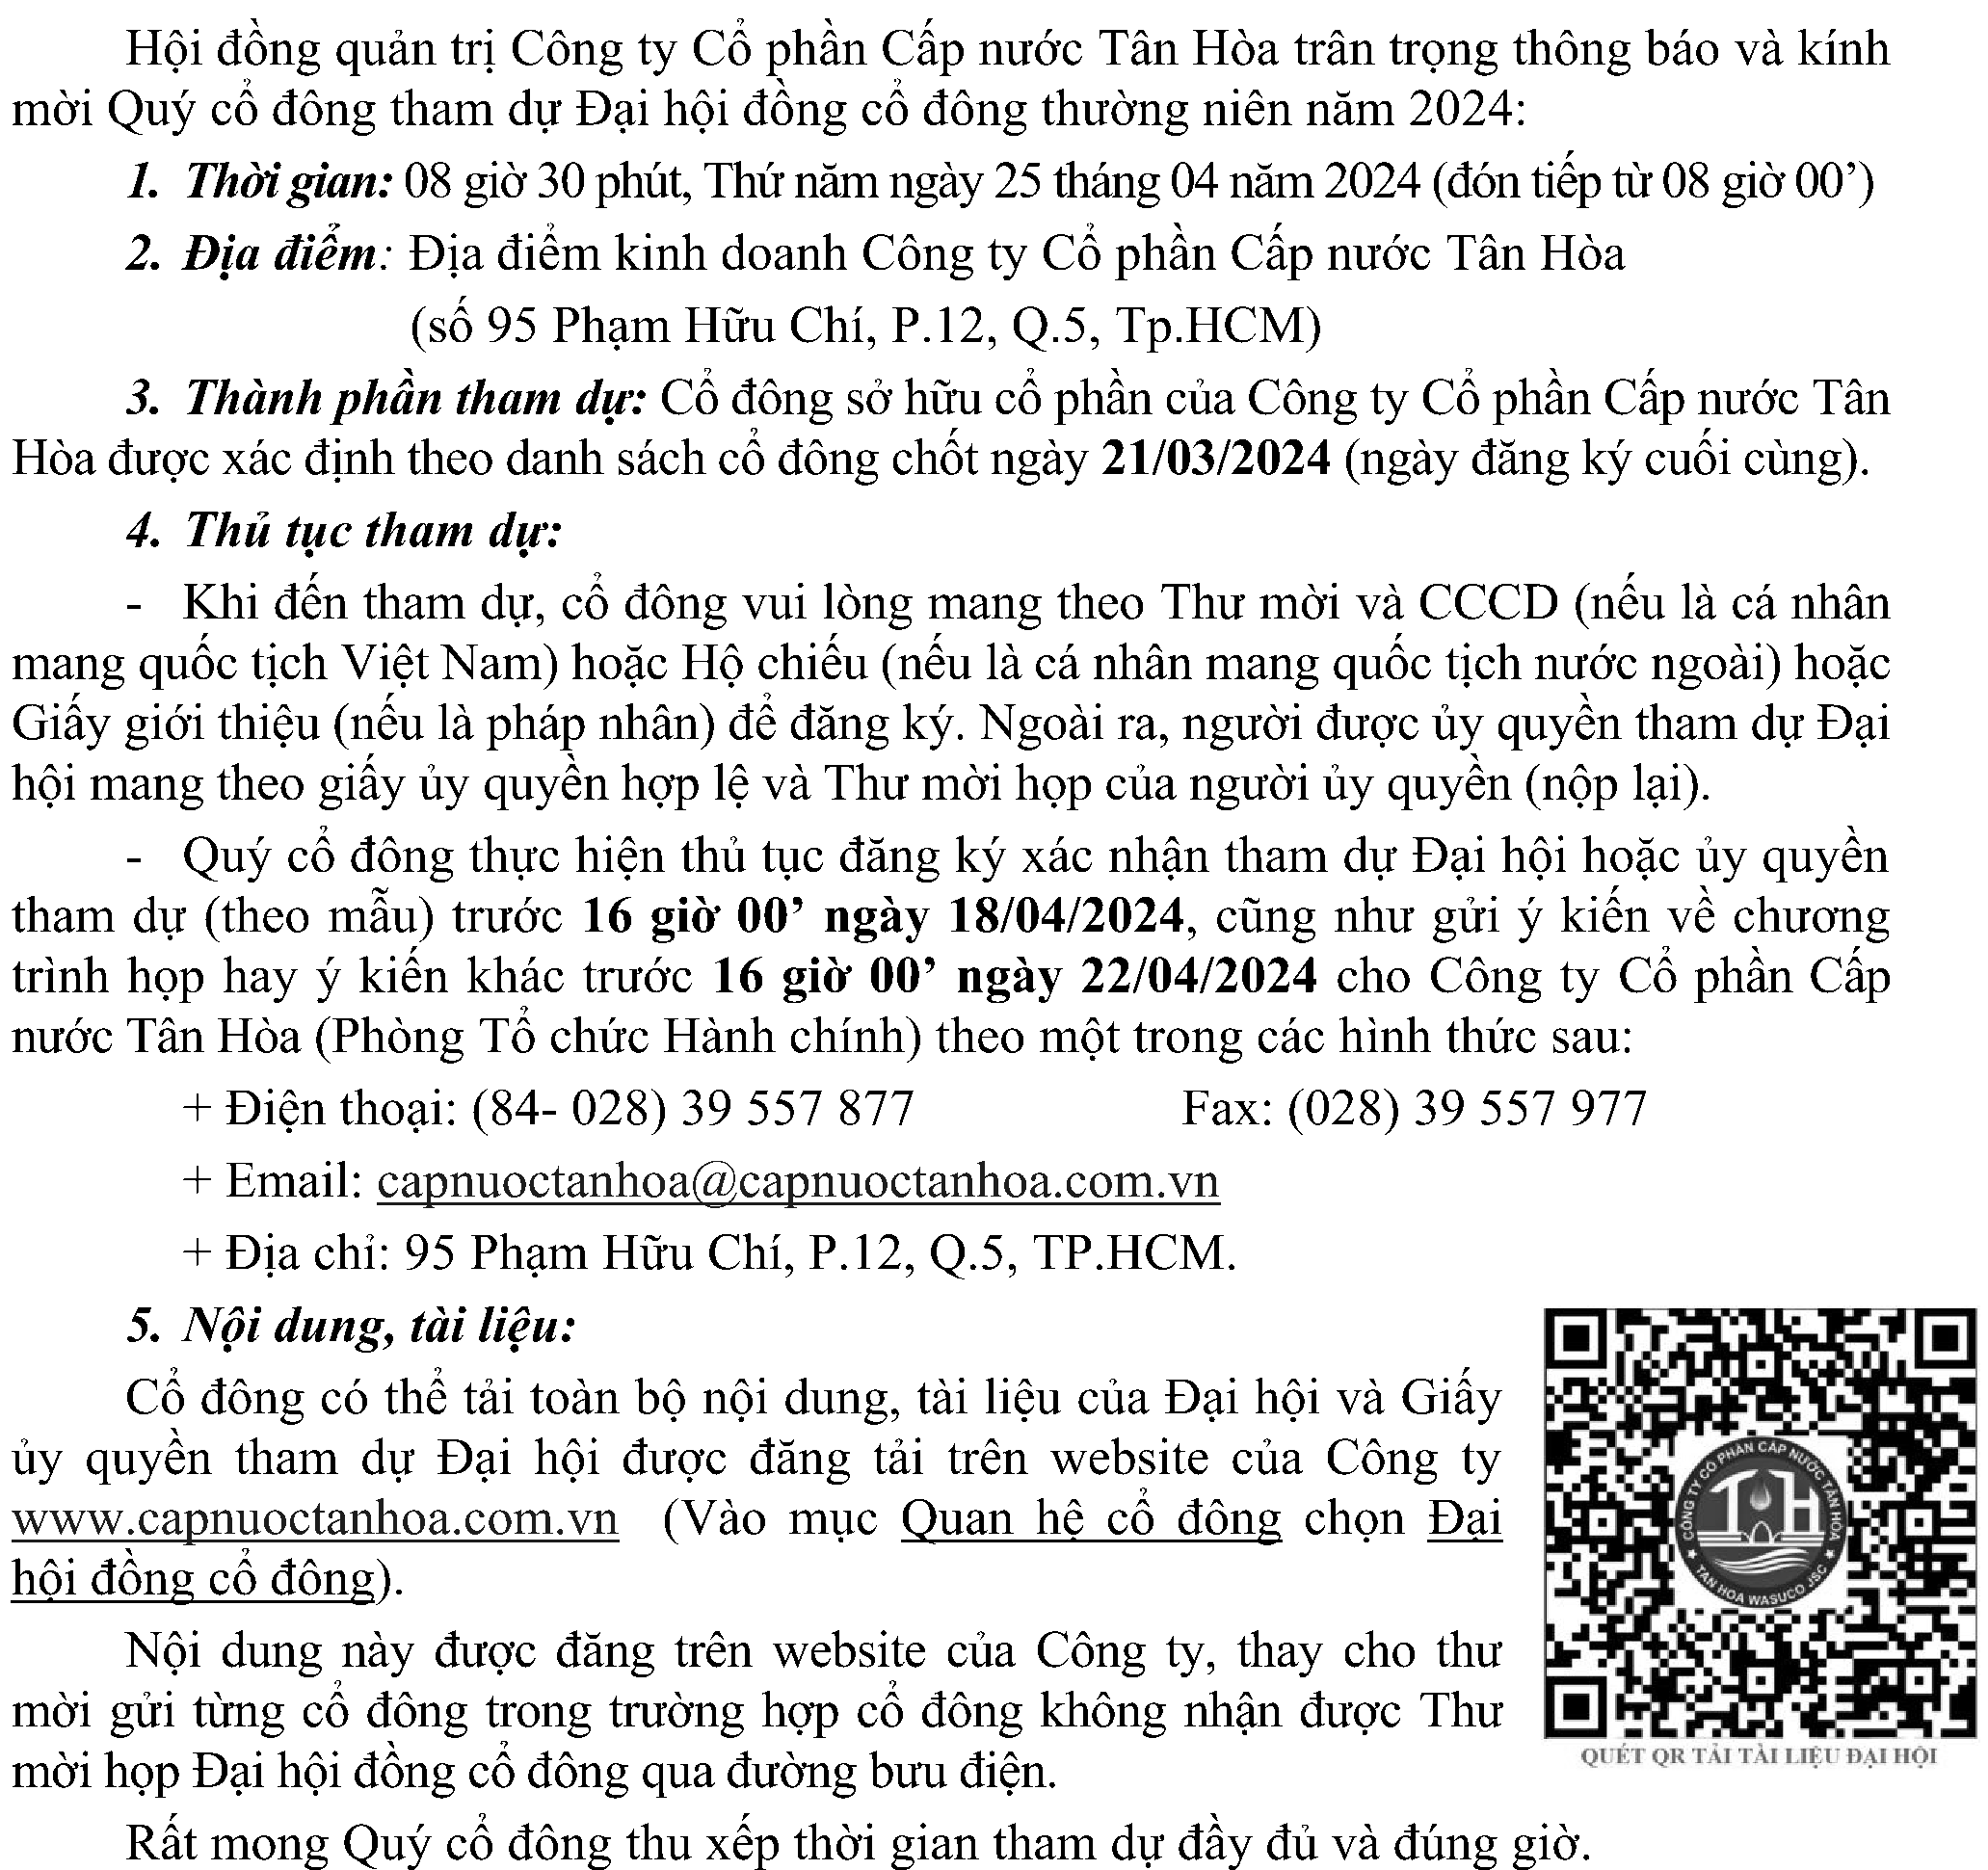 Hội đồng quản trị Công ty Cổ phần Cấp nước Tân Hòa trân trọng thông báo và kính
mời Quý cổ đông tham dự Đại hội đồng cổ đông thường niên năm 2024:
1. Thời gian: 08 giờ 30 phút, Thứ năm ngày 25 tháng 04 năm 2024 (đón tiếp từ 08 giờ 00’)
2. Địa điểm: Địa điểm kinh doanh Công ty Cổ phần Cấp nước Tân Hòa
(số 95 Phạm Hữu Chí, P.12, Q.5, Tp.HCM)
3. Thành phần tham dự: Cổ đông sở hữu cổ phần của Công ty Cổ phần Cấp nước Tân
Hòa được xác định theo danh sách cổ đông chốt ngày 21/03/2024 (ngày đăng ký cuối cùng).
4. Thủ tục tham dự:
- Khi đến tham dự, cổ đông vui lòng mang theo Thư mời và CCCD (nếu là cá nhân
mang quốc tịch Việt Nam) hoặc Hộ chiếu (nếu là cá nhân mang quốc tịch nước ngoài) hoặc
Giấy giới thiệu (nếu là pháp nhân) để đăng ký. Ngoài ra, người được ủy quyền tham dự Đại
hội mang theo giấy ủy quyền hợp lệ và Thư mời họp của người ủy quyền (nộp lại).
- Quý cổ đông thực hiện thủ tục đăng ký xác nhận tham dự Đại hội hoặc ủy quyền
tham dự (theo mẫu) trước 16 giờ 00’ ngày 18/04/2024, cũng như gửi ý kiến về chương
trình họp hay ý kiến khác trước 16 giờ 00’ ngày 22/04/2024 cho Công ty Cổ phần Cấp
nước Tân Hòa (Phòng Tổ chức Hành chính) theo một trong các hình thức sau:
+ Điện thoại: (84- 028) 39 557 877 Fax: (028) 39 557 977
+ Email: capnuoctanhoa@capnuoctanhoa.com.vn
+ Địa chỉ: 95 Phạm Hữu Chí, P.12, Q.5, TP.HCM.
5. Nội dung, tài liệu:
Cổ đông có thể tải toàn bộ nội dung, tài liệu của Đại hội và Giấy
ủy quyền tham dự Đại hội được đăng tải trên website của Công ty
www.capnuoctanhoa.com.vn (Vào mục Quan hệ cổ đông chọn Đại
hội đồng cổ đông).
Nội dung này được đăng trên website của Công ty, thay cho thư
mời gửi từng cổ đông trong trường hợp cổ đông không nhận được Thư
mời họp Đại hội đồng cổ đông qua đường bưu điện.
Rất mong Quý cổ đông thu xếp thời gian tham dự đầy đủ và đúng giờ.
CÔNG TY CỔ PHẦN CẤP NƯỚC TÂN HÒA
TH
TAN HOA WASUCO JSC
QUÉT QR TẢI TÀI LIỆU ĐẠI HỘI